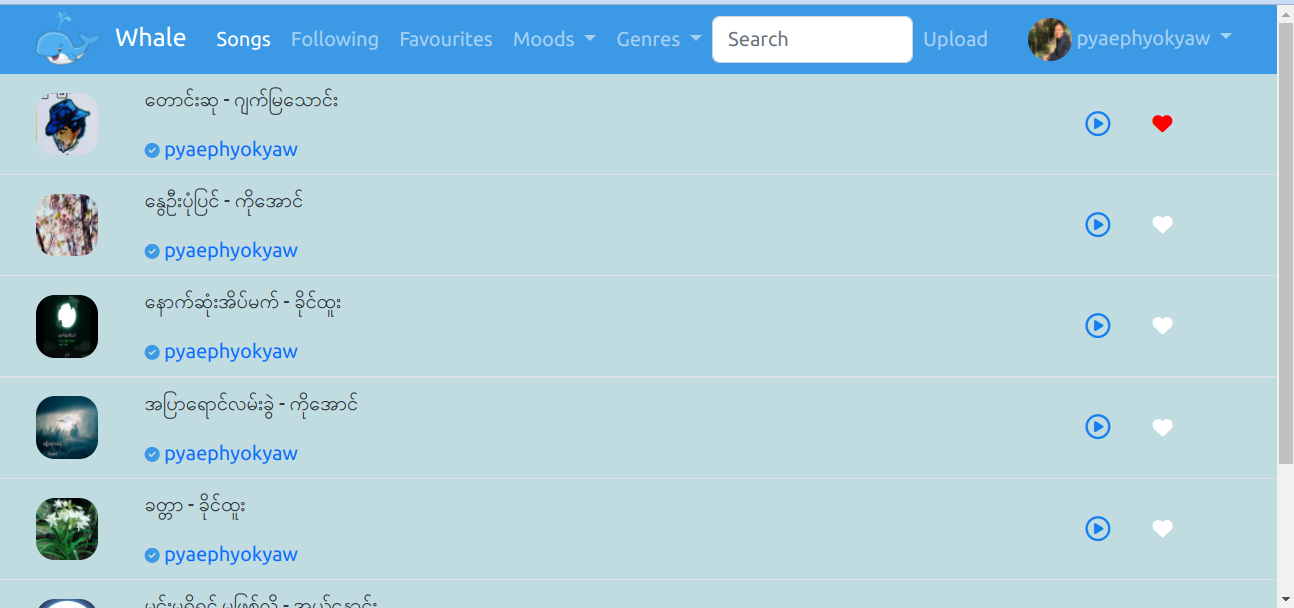 Whale Songs Following Favourites Moods Genres Search Upload pyaephyokyaw
တောင်းဆု - ဂျက်မြသောင်း
pyaephyokyaw
နွေဦးပုံပြင် - ကိုအောင်
pyaephyokyaw
နောက်ဆုံးအိပ်မက် - ခိုင်ထူး
pyaephyokyaw
အပြာရောင်လမ်းခွဲ - ကိုအောင်
pyaephyokyaw
ခတ္တာ - ခိုင်ထူး
pyaephyokyaw